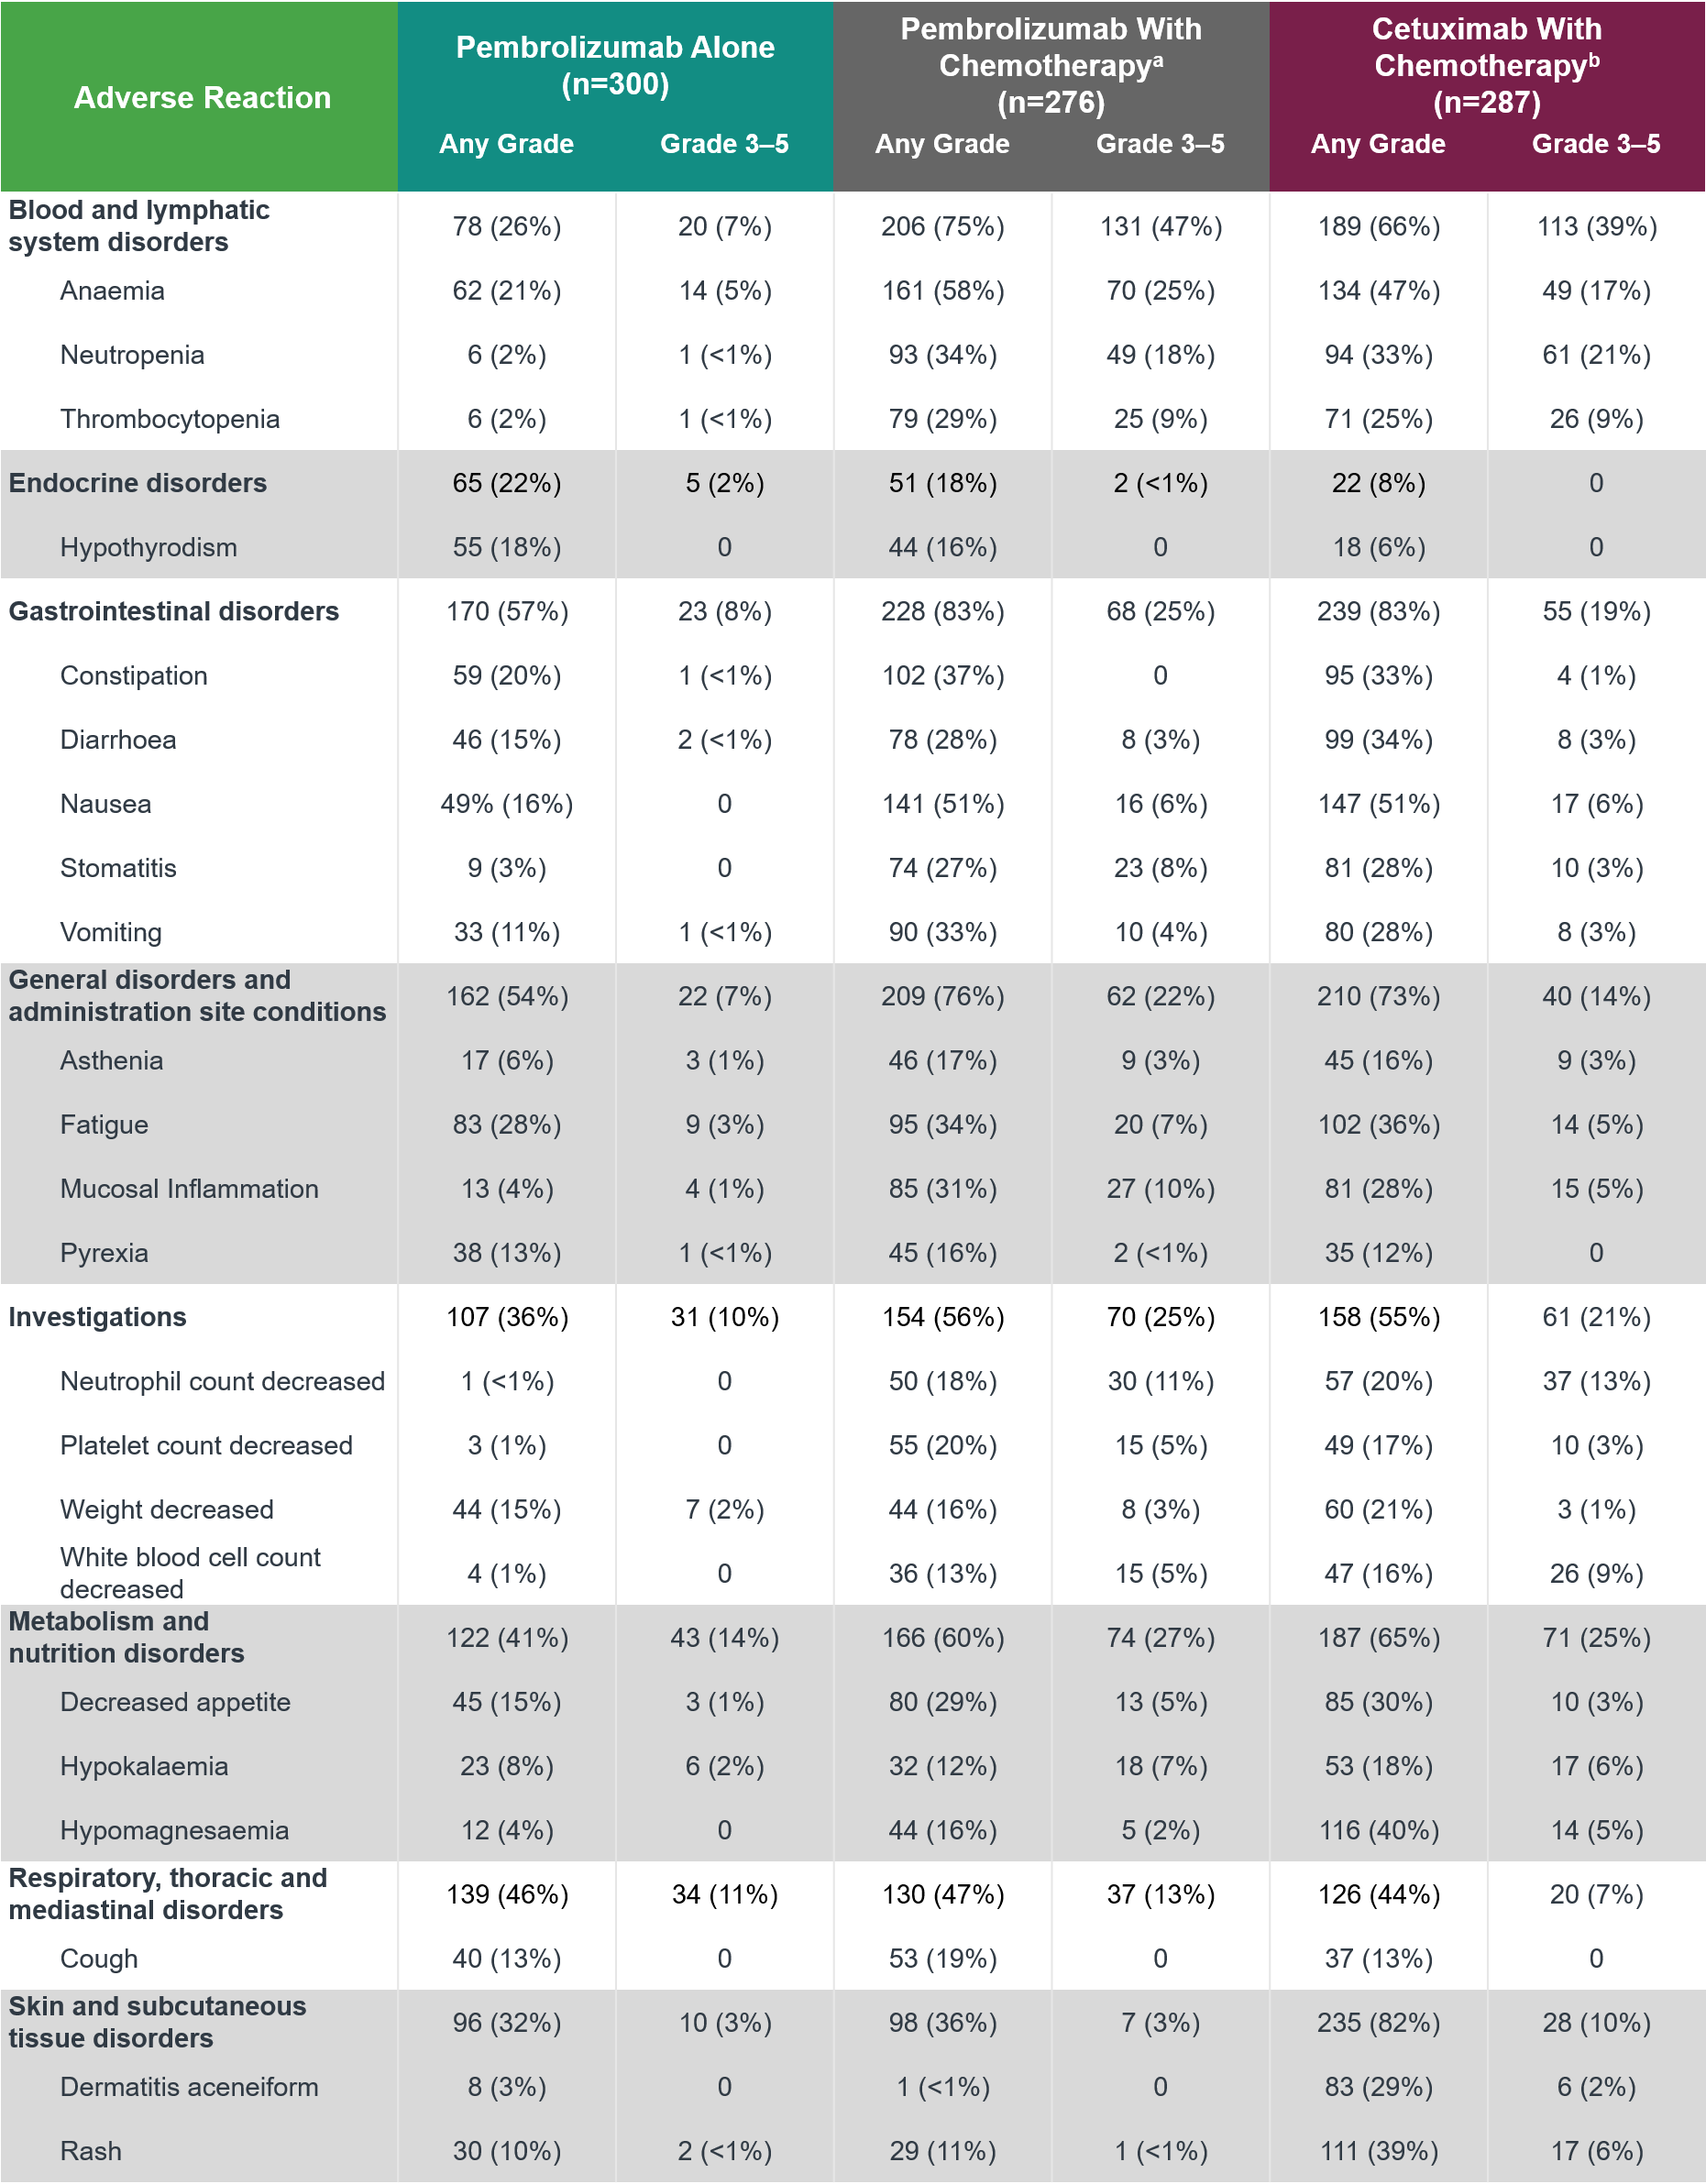 Adverse Reaction
Pembrolizumab Alone
(n=300)
Pembrolizumab With
Chemotherapyᵃ
(n=276)
Cetuximab With
Chemotherapyᵇ
(n=287)
Any Grade Grade 3–5 Any Grade Grade 3–5 Any Grade Grade 3–5
Blood and lymphatic
system disorders
78 (26%) 20 (7%) 206 (75%) 131 (47%) 189 (66%) 113 (39%)
Anaemia 62 (21%) 14 (5%) 161 (58%) 70 (25%) 134 (47%) 49 (17%)
Neutropenia 6 (2%) 1 (<1%) 93 (34%) 49 (18%) 94 (33%) 61 (21%)
Thrombocytopenia 6 (2%) 1 (<1%) 79 (29%) 25 (9%) 71 (25%) 26 (9%)
Endocrine disorders 65 (22%) 5 (2%) 51 (18%) 2 (<1%) 22 (8%) 0
Hypothyrodism 55 (18%) 0 44 (16%) 0 18 (6%) 0
Gastrointestinal disorders 170 (57%) 23 (8%) 228 (83%) 68 (25%) 239 (83%) 55 (19%)
Constipation 59 (20%) 1 (<1%) 102 (37%) 0 95 (33%) 4 (1%)
Diarrhoea 46 (15%) 2 (<1%) 78 (28%) 8 (3%) 99 (34%) 8 (3%)
Nausea 49% (16%) 0 141 (51%) 16 (6%) 147 (51%) 17 (6%)
Stomatitis 9 (3%) 0 74 (27%) 23 (8%) 81 (28%) 10 (3%)
Vomiting 33 (11%) 1 (<1%) 90 (33%) 10 (4%) 80 (28%) 8 (3%)
General disorders and
administration site conditions
162 (54%) 22 (7%) 209 (76%) 62 (22%) 210 (73%) 40 (14%)
Asthenia 17 (6%) 3 (1%) 46 (17%) 9 (3%) 45 (16%) 9 (3%)
Fatigue 83 (28%) 9 (3%) 95 (34%) 20 (7%) 102 (36%) 14 (5%)
Mucosal Inflammation 13 (4%) 4 (1%) 85 (31%) 27 (10%) 81 (28%) 15 (5%)
Pyrexia 38 (13%) 1 (<1%) 45 (16%) 2 (<1%) 35 (12%) 0
Investigations 107 (36%) 31 (10%) 154 (56%) 70 (25%) 158 (55%) 61 (21%)
Neutrophil count decreased 1 (<1%) 0 50 (18%) 30 (11%) 57 (20%) 37 (13%)
Platelet count decreased 3 (1%) 0 55 (20%) 15 (5%) 49 (17%) 10 (3%)
Weight decreased 44 (15%) 7 (2%) 44 (16%) 8 (3%) 60 (21%) 3 (1%)
White blood cell count
decreased
4 (1%) 0 36 (13%) 15 (5%) 47 (16%) 26 (9%)
Metabolism and
nutrition disorders
122 (41%) 43 (14%) 166 (60%) 74 (27%) 187 (65%) 71 (25%)
Decreased appetite 45 (15%) 3 (1%) 80 (29%) 13 (5%) 85 (30%) 10 (3%)
Hypokalaemia 23 (8%) 6 (2%) 32 (12%) 18 (7%) 53 (18%) 17 (6%)
Hypomagnesaemia 12 (4%) 0 44 (16%) 5 (2%) 116 (40%) 14 (5%)
Respiratory, thoracic and
mediastinal disorders
139 (46%) 34 (11%) 130 (47%) 37 (13%) 126 (44%) 20 (7%)
Cough 40 (13%) 0 53 (19%) 0 37 (13%) 0
Skin and subcutaneous
tissue disorders
96 (32%) 10 (3%) 98 (36%) 7 (3%) 235 (82%) 28 (10%)
Dermatitis aceneiform 8 (3%) 0 1 (<1%) 0 83 (29%) 6 (2%)
Rash 30 (10%) 2 (<1%) 29 (11%) 1 (<1%) 111 (39%) 17 (6%)